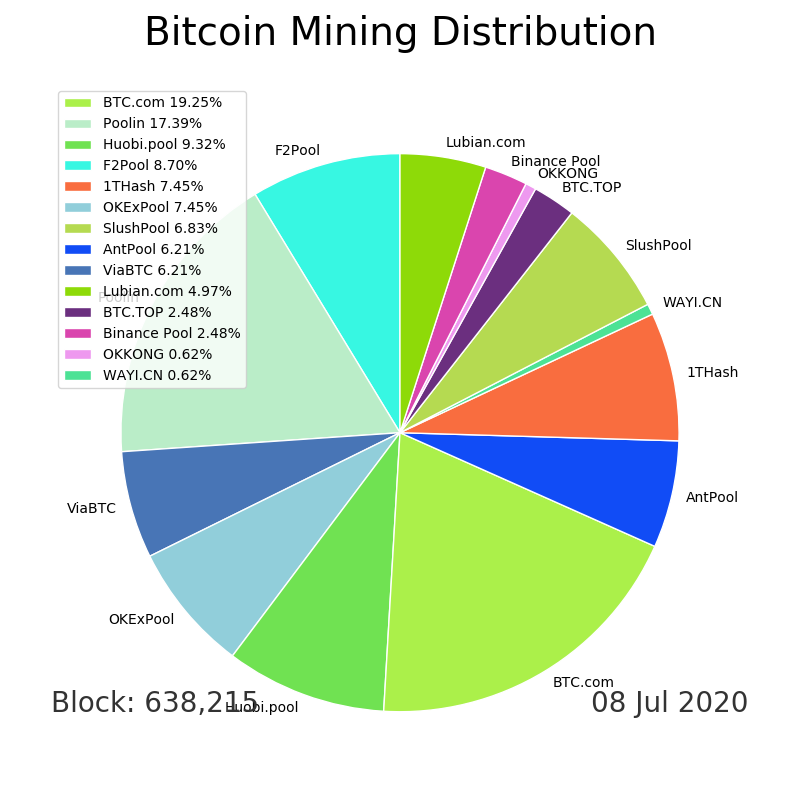 Bitcoin Mining Distribution
BTC.com 19.25%
Poolin 17.39%
Huobi.pool 9.32%
F2Pool 8.70%
1THash 7.45%
OKExPool 7.45%
SlushPool 6.83%
AntPool 6.21%
ViaBTC 6.21%
Lubian.com 4.97%
BTC.TOP 2.48%
Binance Pool 2.48%
OKKONG 0.62%
WAYI.CN 0.62%
F2Pool
Lubian.com
Binance Pool
OKKONG
BTC.TOP
SlushPool
WAYI.CN
1THash
AntPool
BTC.com
Huobi.pool
OKExPool
ViaBTC
Poolin
Block: 638,215
08 Jul 2020